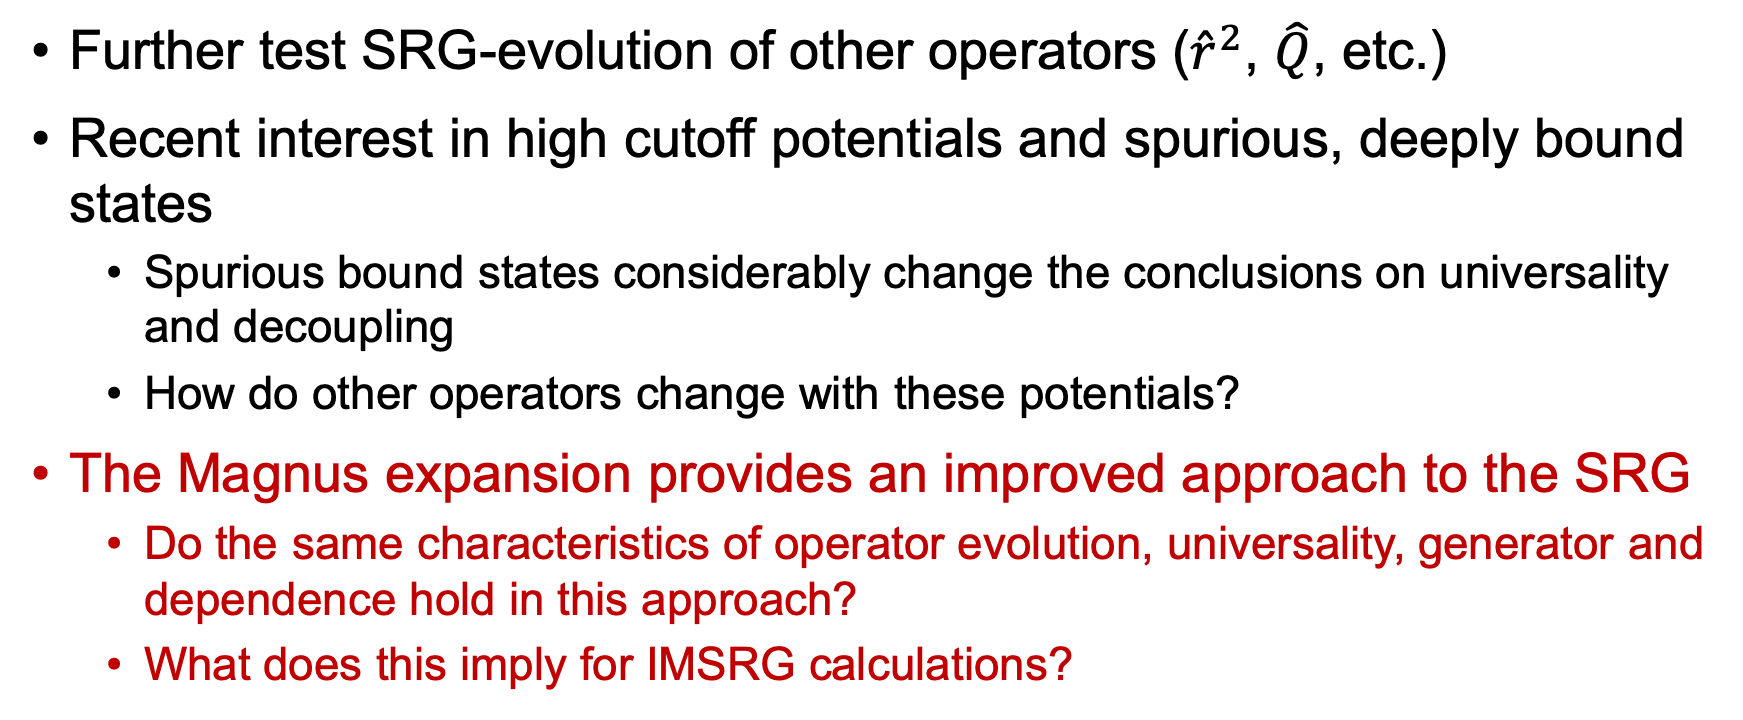 • Further test SRG-evolution of other operators (r̂², Q̂, etc.)
• Recent interest in high cutoff potentials and spurious, deeply bound
states
• Spurious bound states considerably change the conclusions on universality
and decoupling
• How do other operators change with these potentials?
• The Magnus expansion provides an improved approach to the SRG
• Do the same characteristics of operator evolution, universality, generator and
dependence hold in this approach?
• What does this imply for IMSRG calculations?